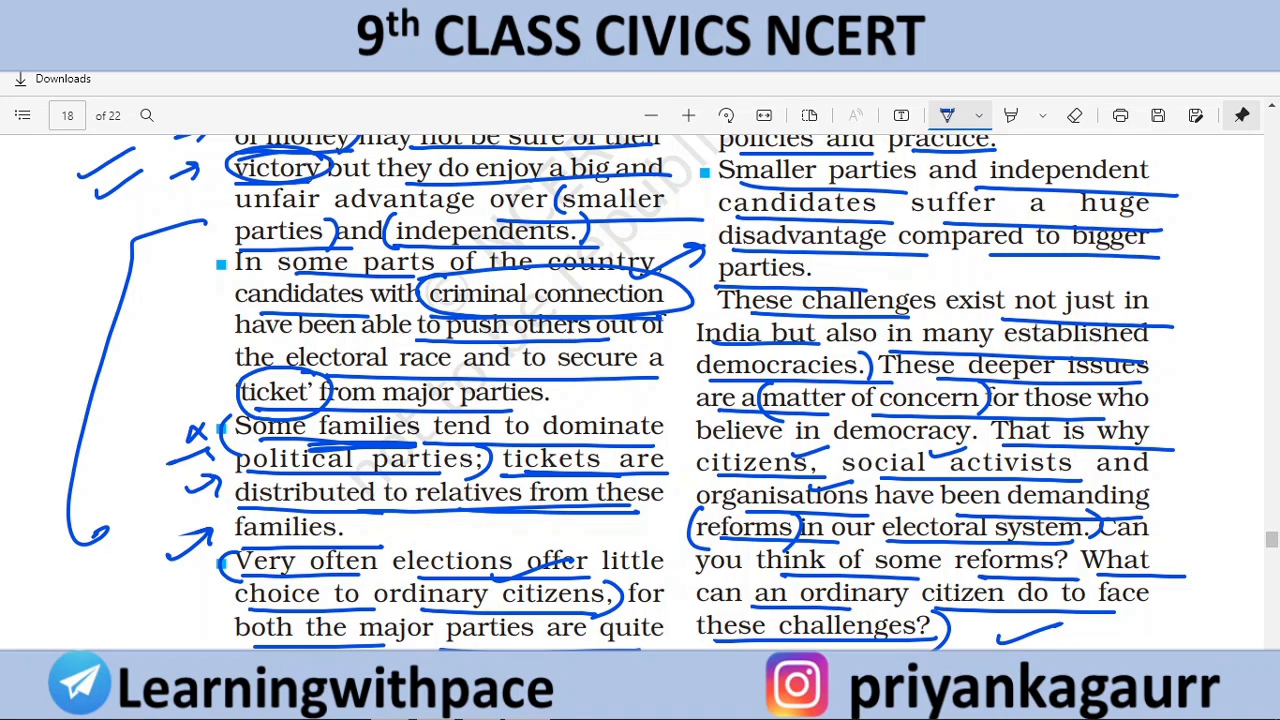 9th CLASS CIVICS NCERT
Downloads
18 of 22
of money may not be sure of their
victory but they do enjoy a big and
unfair advantage over smaller
parties and independents.
In some parts of the country,
candidates with criminal connection
have been able to push others out of
the electoral race and to secure a
'ticket' from major parties.
Some families tend to dominate
political parties; tickets are
distributed to relatives from these
families.
Very often elections offer little
choice to ordinary citizens, for
both the major parties are quite
policies and practice.
Smaller parties and independent
candidates suffer a huge
disadvantage compared to bigger
parties.
These challenges exist not just in
India but also in many established
democracies. These deeper issues
are a matter of concern for those who
believe in democracy. That is why
citizens, social activists and
organisations have been demanding
reforms in our electoral system. Can
you think of some reforms? What
can an ordinary citizen do to face
these challenges?
Learningwithpace
priyankagaurr